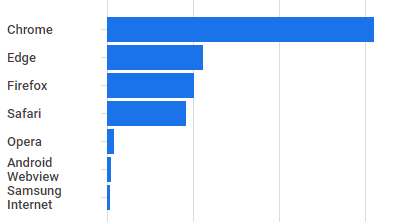 Chrome
Edge
Firefox
Safari
Opera
Android
Webview
Samsung
Internet